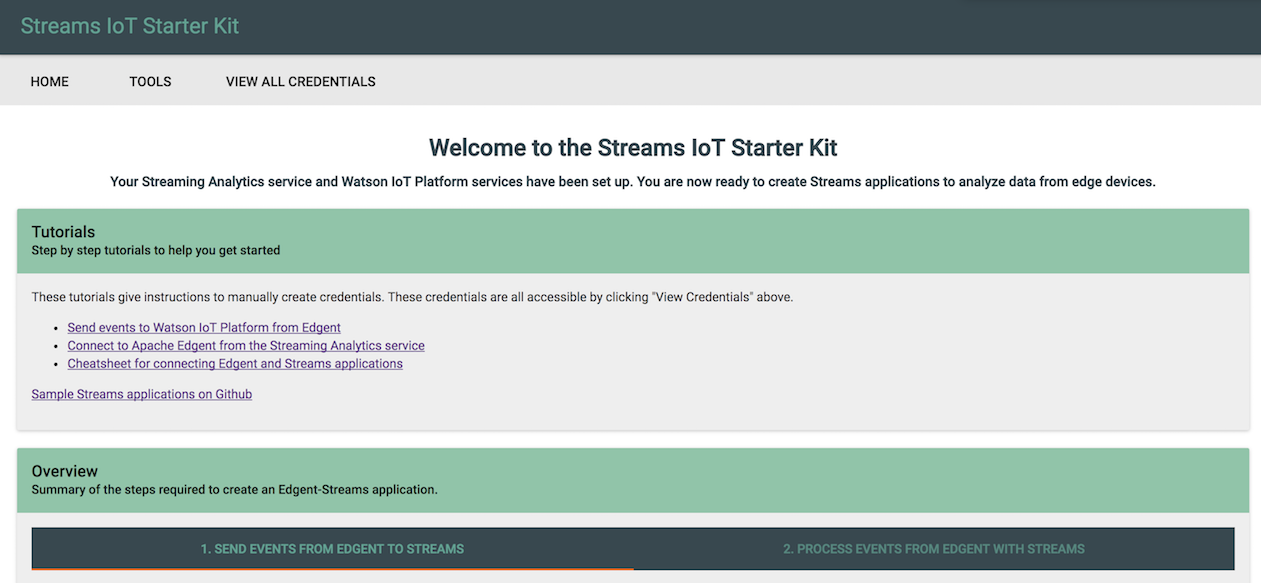 Streams IoT Starter Kit
HOME TOOLS VIEW ALL CREDENTIALS
Welcome to the Streams IoT Starter Kit
Your Streaming Analytics service and Watson IoT Platform services have been set up. You are now ready to create Streams applications to analyze data from edge devices.
Tutorials
Step by step tutorials to help you get started
These tutorials give instructions to manually create credentials. These credentials are all accessible by clicking "View Credentials" above.
• Send events to Watson IoT Platform from Edgent
• Connect to Apache Edgent from the Streaming Analytics service
• Cheatsheet for connecting Edgent and Streams applications
Sample Streams applications on Github
Overview
Summary of the steps required to create an Edgent-Streams application.
1. SEND EVENTS FROM EDGENT TO STREAMS 2. PROCESS EVENTS FROM EDGENT WITH STREAMS